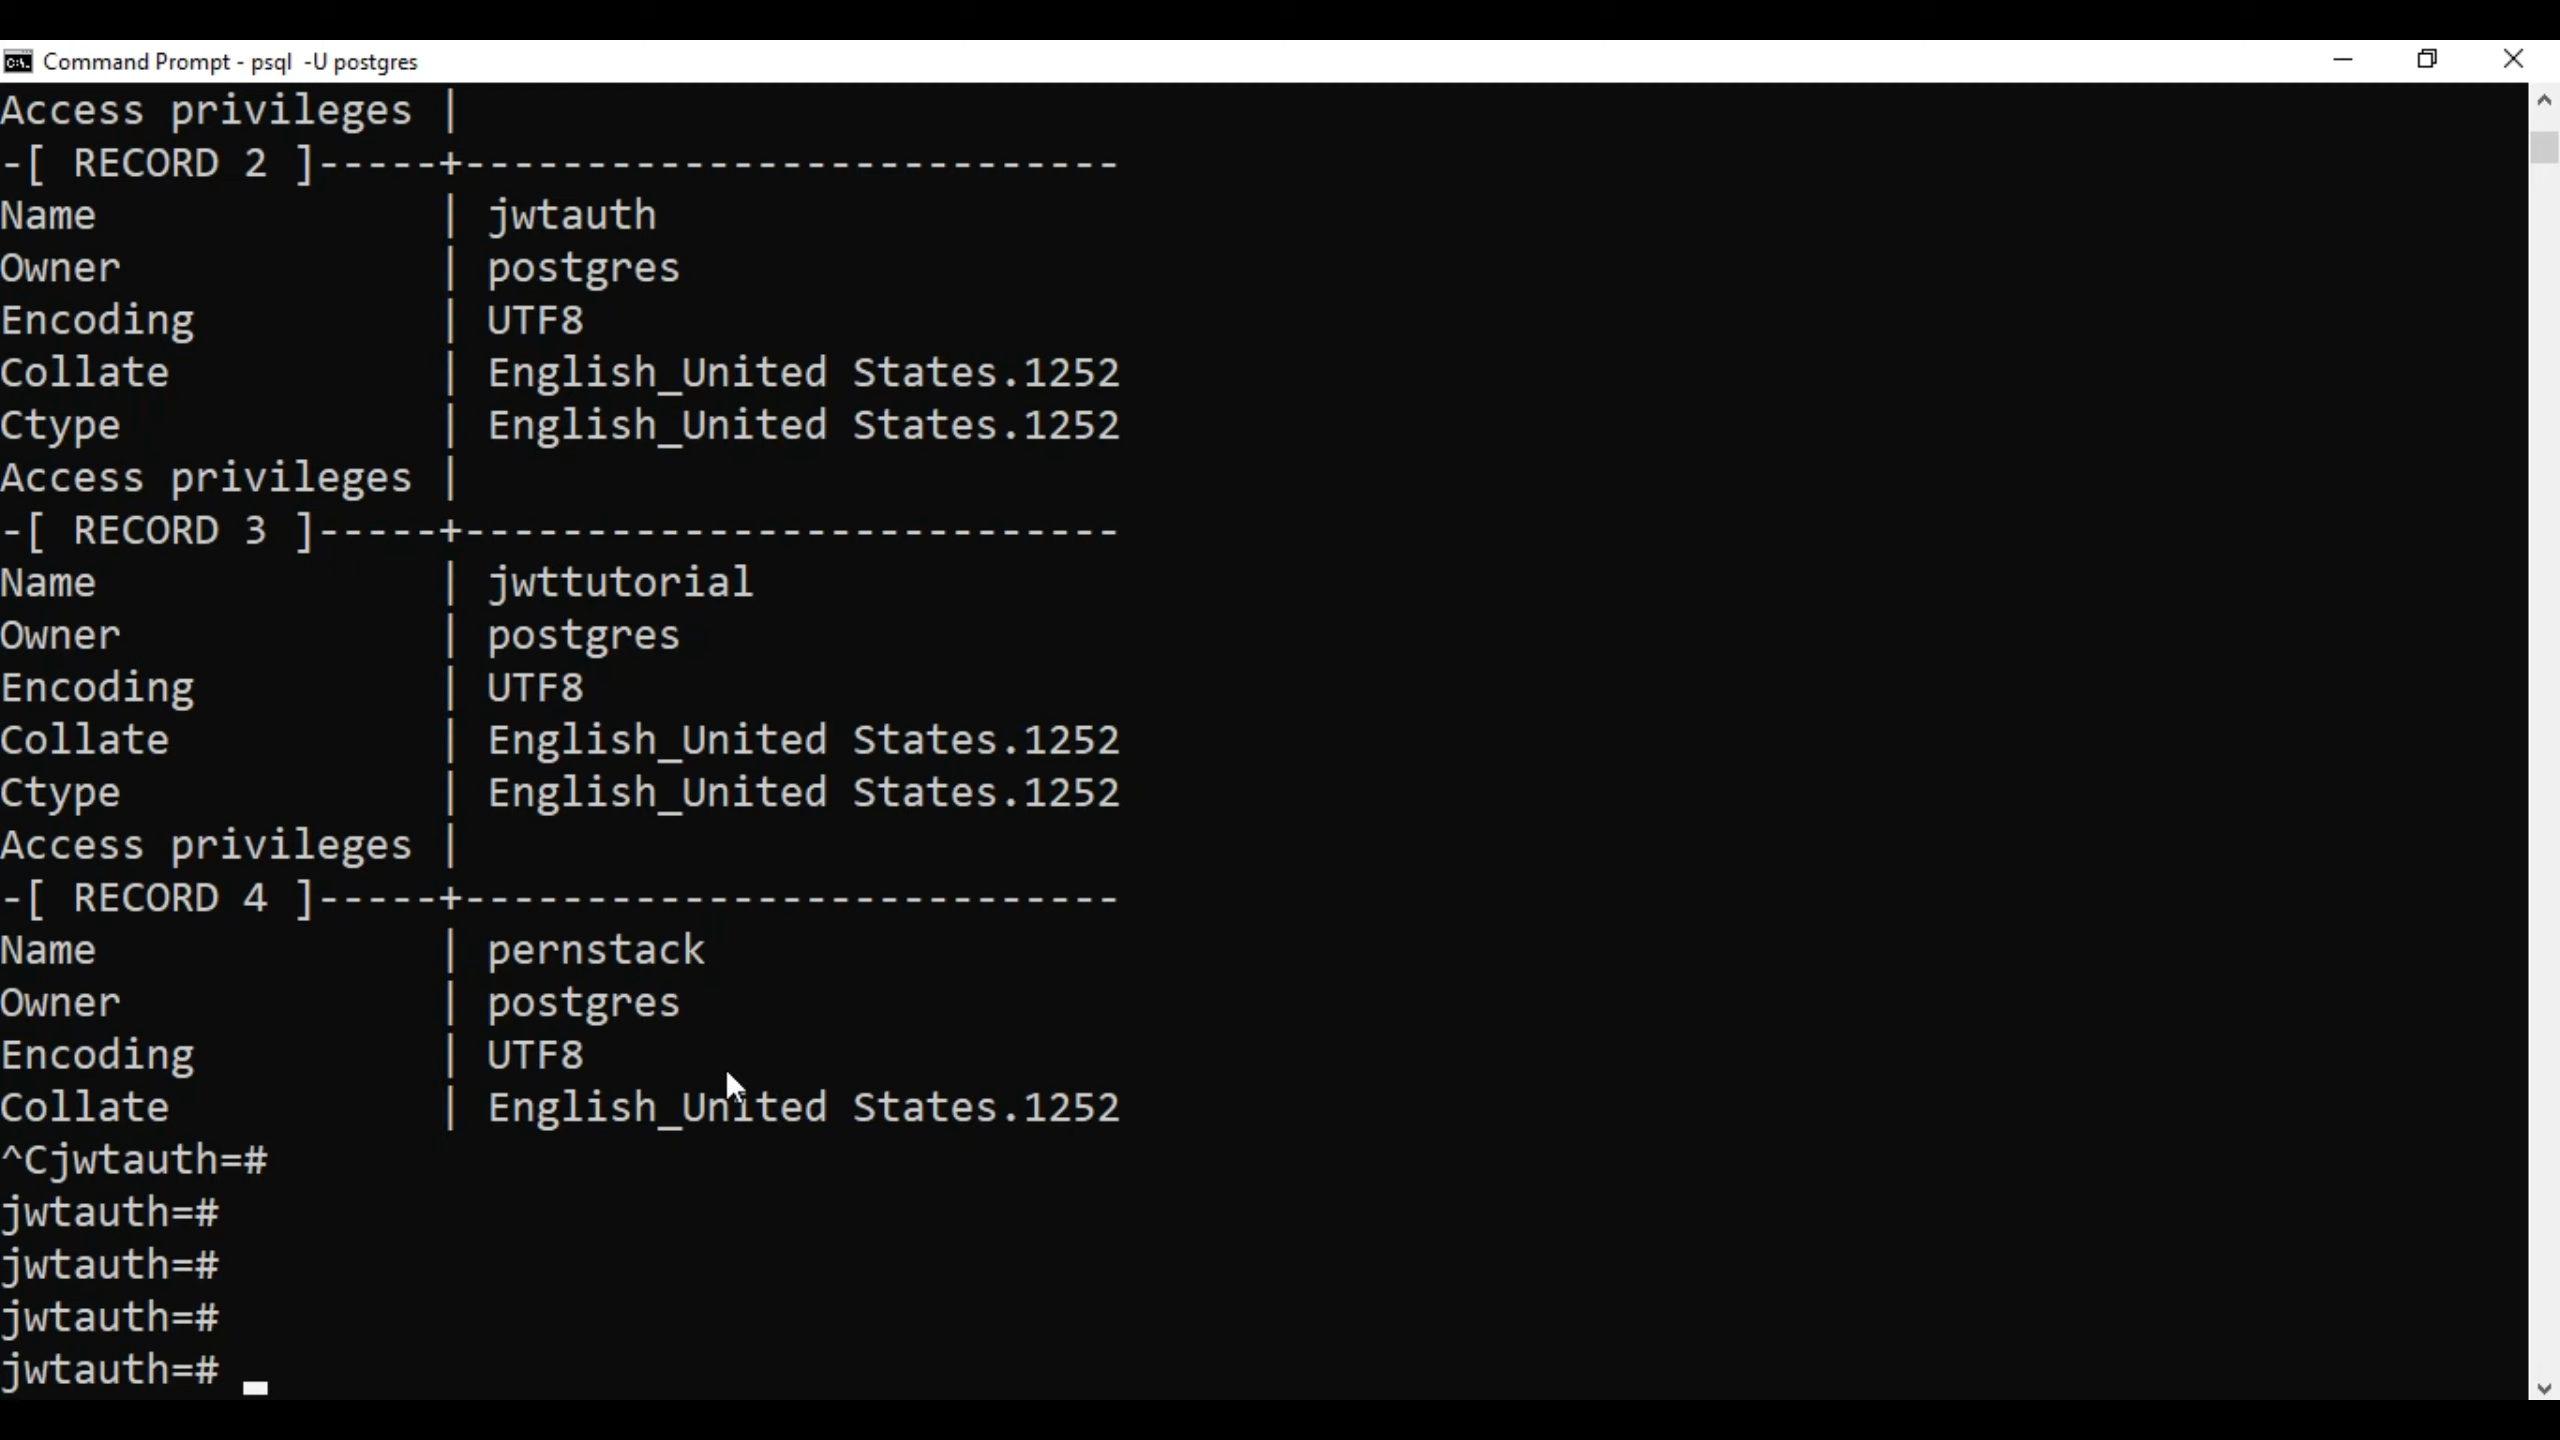 Command Prompt - psql  -U postgres
Access privileges |
-[ RECORD 2 ]-----+---------------------------
Name              | jwtauth
Owner             | postgres
Encoding          | UTF8
Collate           | English_United States.1252
Ctype             | English_United States.1252
Access privileges |
-[ RECORD 3 ]-----+---------------------------
Name              | jwttutorial
Owner             | postgres
Encoding          | UTF8
Collate           | English_United States.1252
Ctype             | English_United States.1252
Access privileges |
-[ RECORD 4 ]-----+---------------------------
Name              | pernstack
Owner             | postgres
Encoding          | UTF8
Collate           | English_United States.1252
^Cjwtauth=#
jwtauth=#
jwtauth=#
jwtauth=#
jwtauth=#